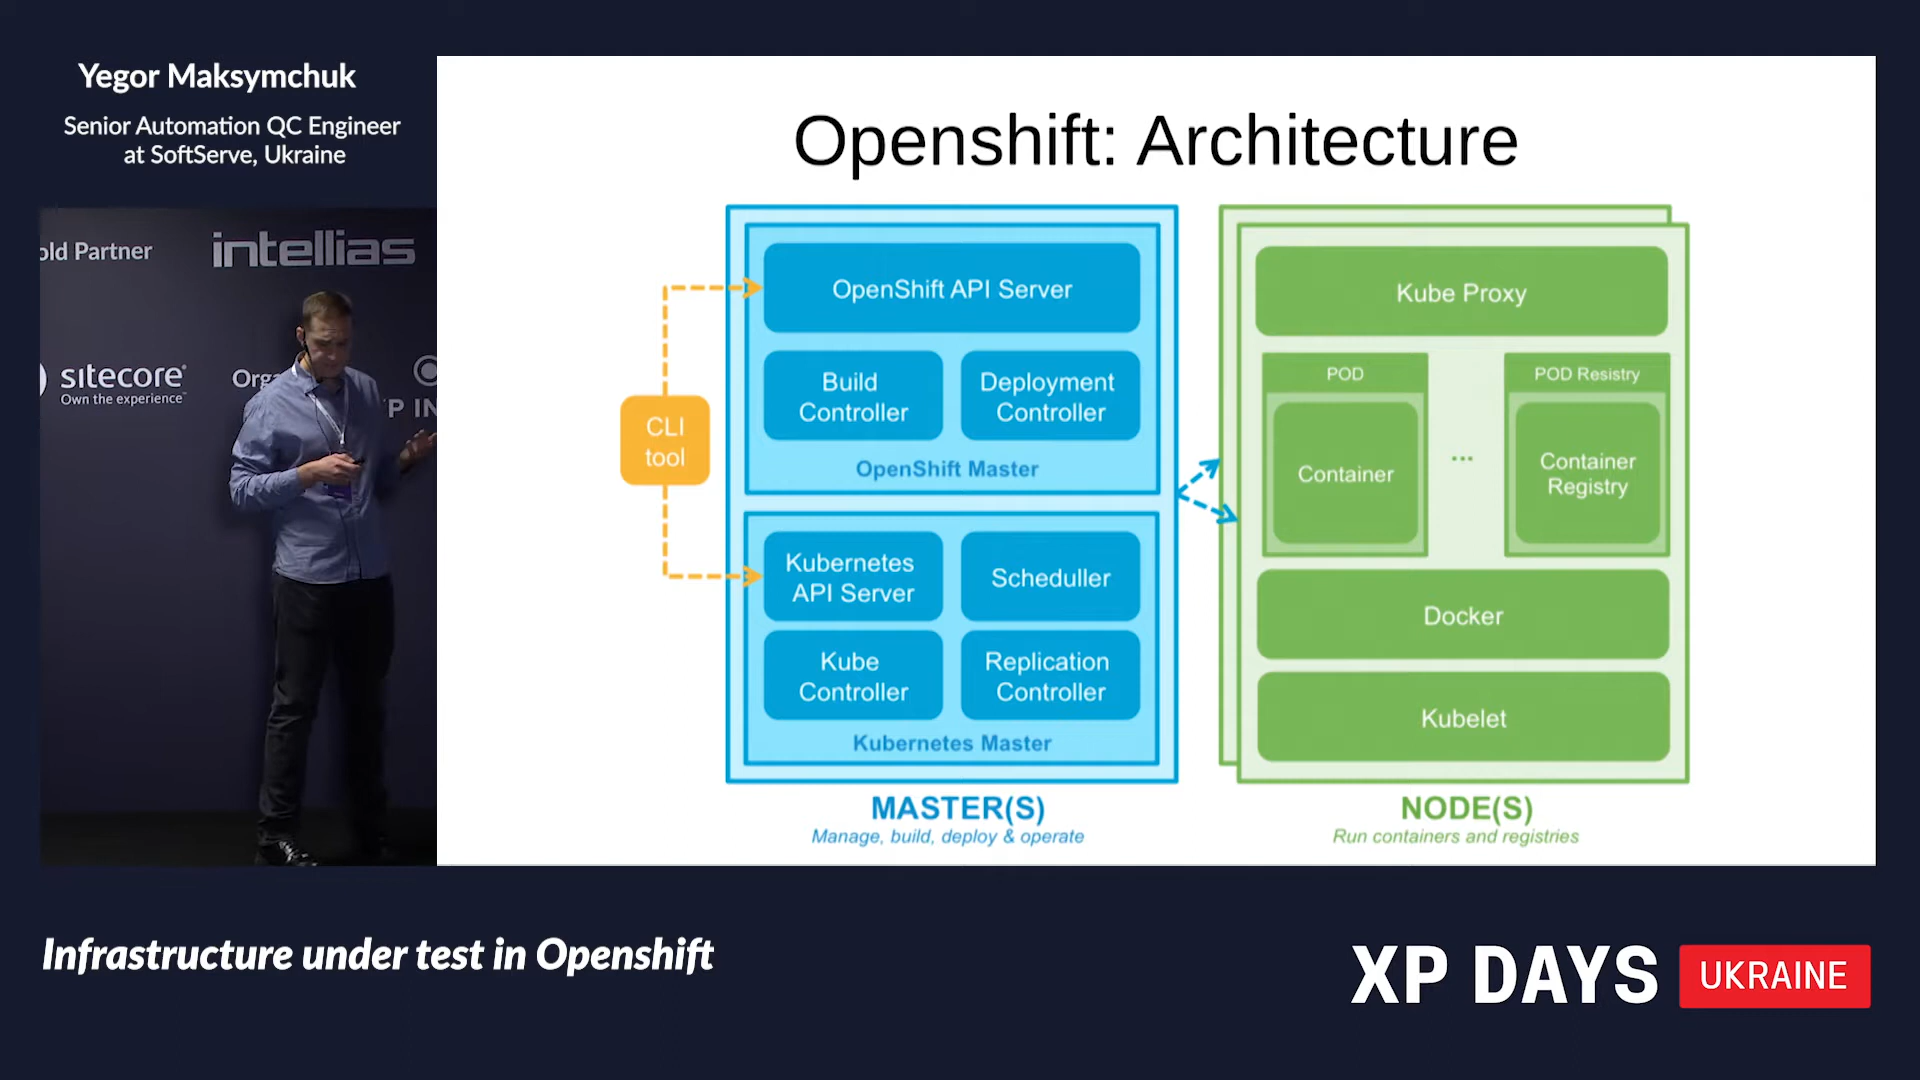 Yegor Maksymchuk
Senior Automation QC Engineer
at SoftServe, Ukraine
old Partner
intellias
sitecore
Own the experience
Orga
P IN
Openshift: Architecture
CLI
tool
OpenShift API Server
Build
Controller
Deployment
Controller
OpenShift Master
Kubernetes
API Server
Scheduller
Kube
Controller
Replication
Controller
Kubernetes Master
MASTER(S)
Manage, build, deploy & operate
Kube Proxy
POD
Container
...
POD Resistry
Container
Registry
Docker
Kubelet
NODE(S)
Run containers and registries
Infrastructure under test in Openshift
XP DAYS UKRAINE